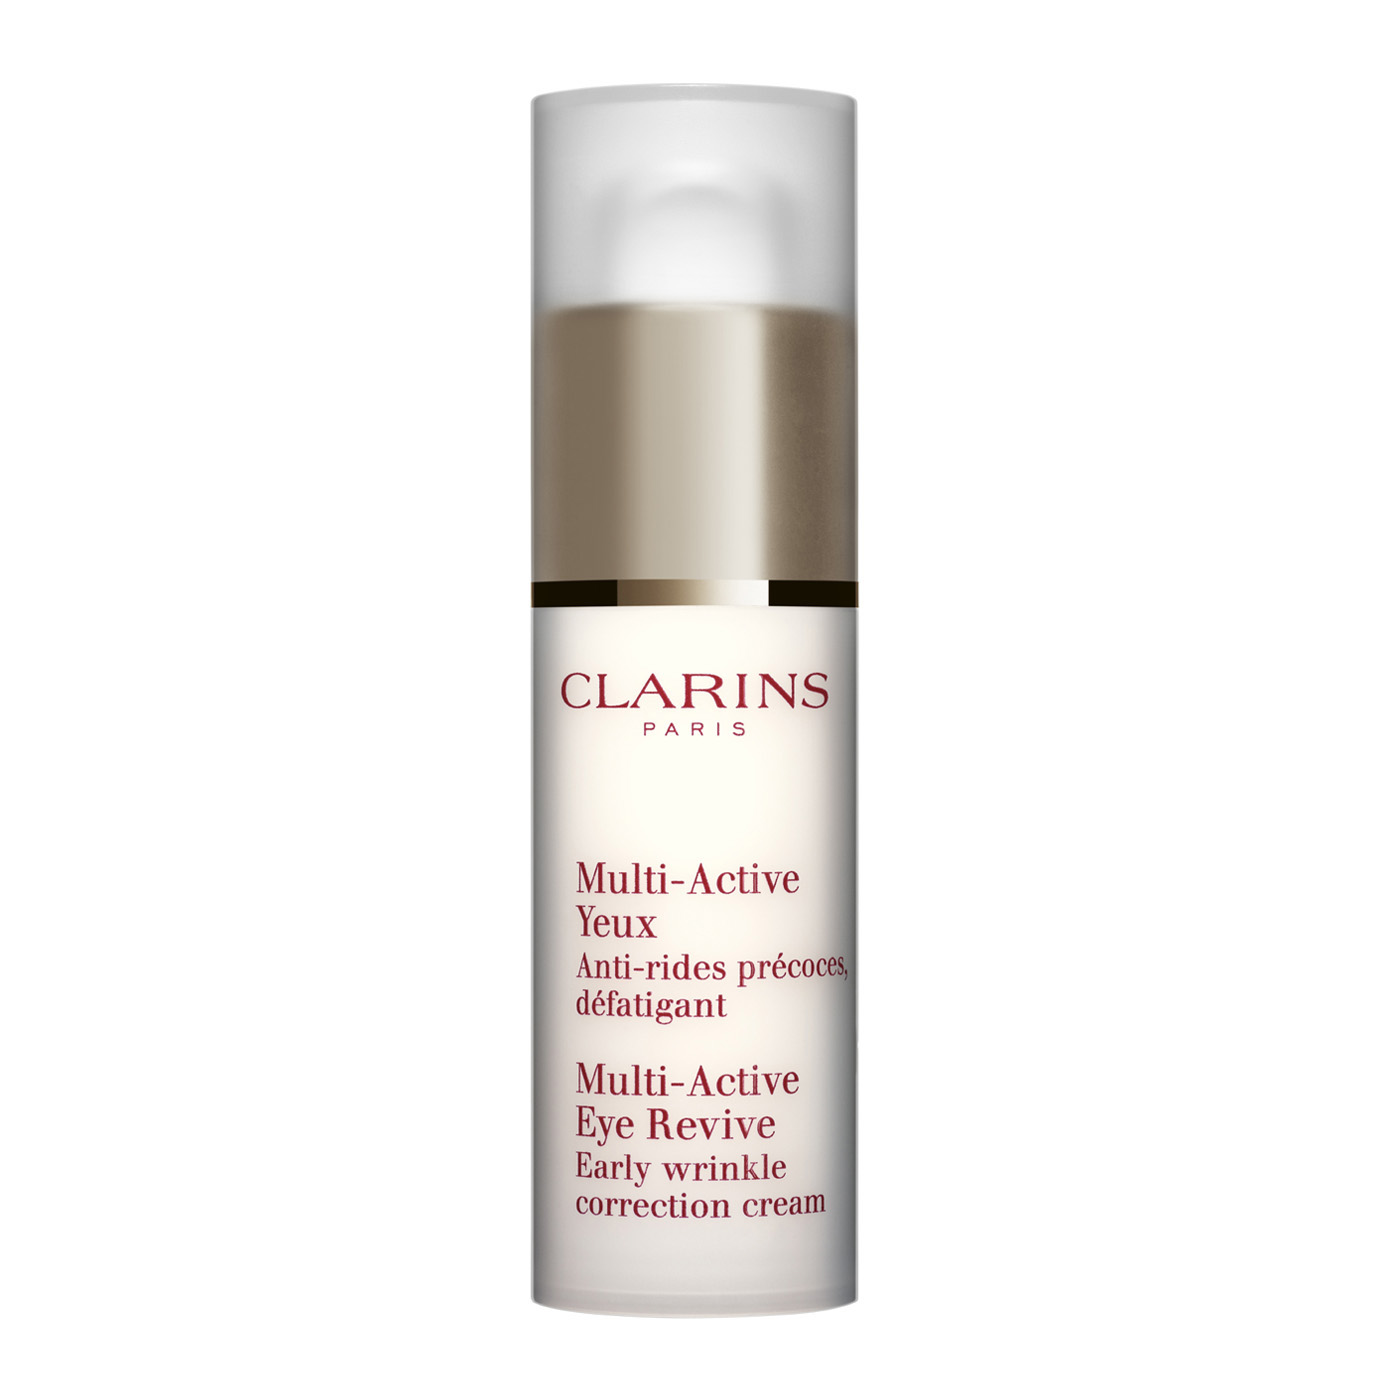 CLARINS
PARIS
Multi-Active
Yeux
Anti-rides précoces,
défatigant
Multi-Active
Eye Revive
Early wrinkle
correction cream